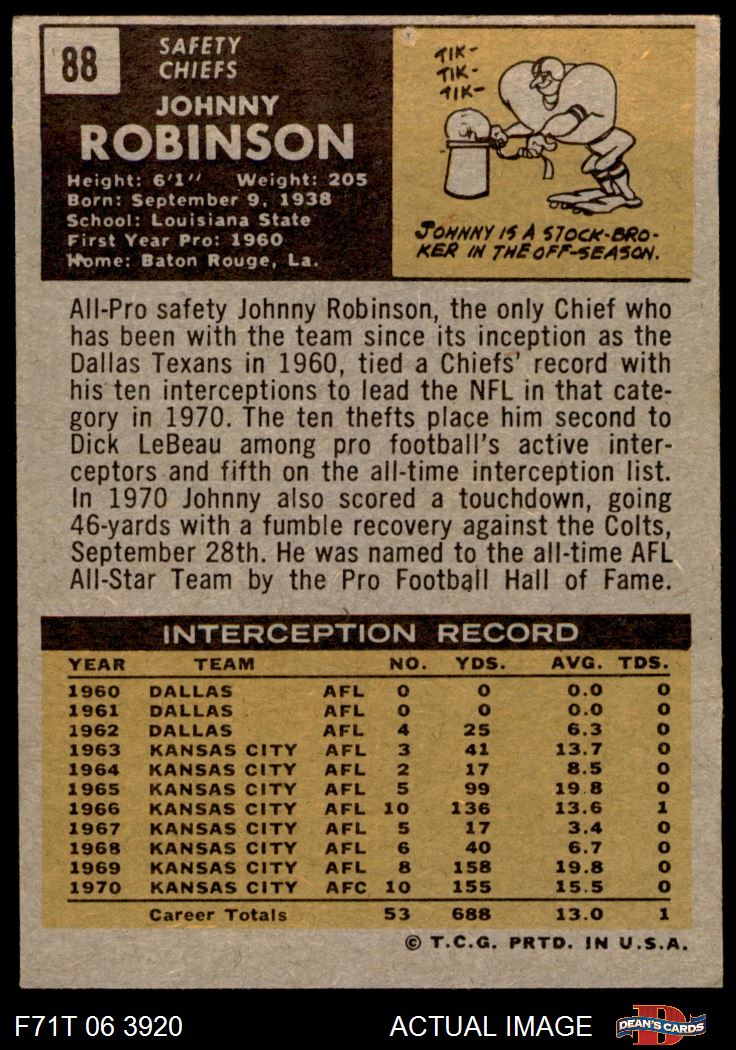 88
SAFETY
CHIEFS
JOHNNY
ROBINSON
Height: 6'1" Weight: 205
Born: September 9, 1938
School: Louisiana State
First Year Pro: 1960
Home: Baton Rouge, La.
TIK-
TIK-
TIK-
JOHNNY IS A STOCK-BRO-
KER IN THE OFF-SEASON.
All-Pro safety Johnny Robinson, the only Chief who
has been with the team since its inception as the
Dallas Texans in 1960, tied a Chiefs' record with
his ten interceptions to lead the NFL in that cate-
gory in 1970. The ten thefts place him second to
Dick LeBeau among pro football's active inter-
ceptors and fifth on the all-time interception list.
In 1970 Johnny also scored a touchdown, going
46-yards with a fumble recovery against the Colts,
September 28th. He was named to the all-time AFL
All-Star Team by the Pro Football Hall of Fame.
INTERCEPTION RECORD
YEAR TEAM NO. YDS. AVG. TDS.
1960 DALLAS AFL 0 0 0.0 0
1961 DALLAS AFL 0 0 0.0 0
1962 DALLAS AFL 4 25 6.3 0
1963 KANSAS CITY AFL 3 41 13.7 0
1964 KANSAS CITY AFL 2 17 8.5 0
1965 KANSAS CITY AFL 5 99 19.8 0
1966 KANSAS CITY AFL 10 136 13.6 1
1967 KANSAS CITY AFL 5 17 3.4 0
1968 KANSAS CITY AFL 6 40 6.7 0
1969 KANSAS CITY AFL 8 158 19.8 0
1970 KANSAS CITY AFC 10 155 15.5 0
Career Totals 53 688 13.0 1
© T.C.G. PRTD. IN U.S.A.
F71T 06 3920 ACTUAL IMAGE D DEAN'S CARDS